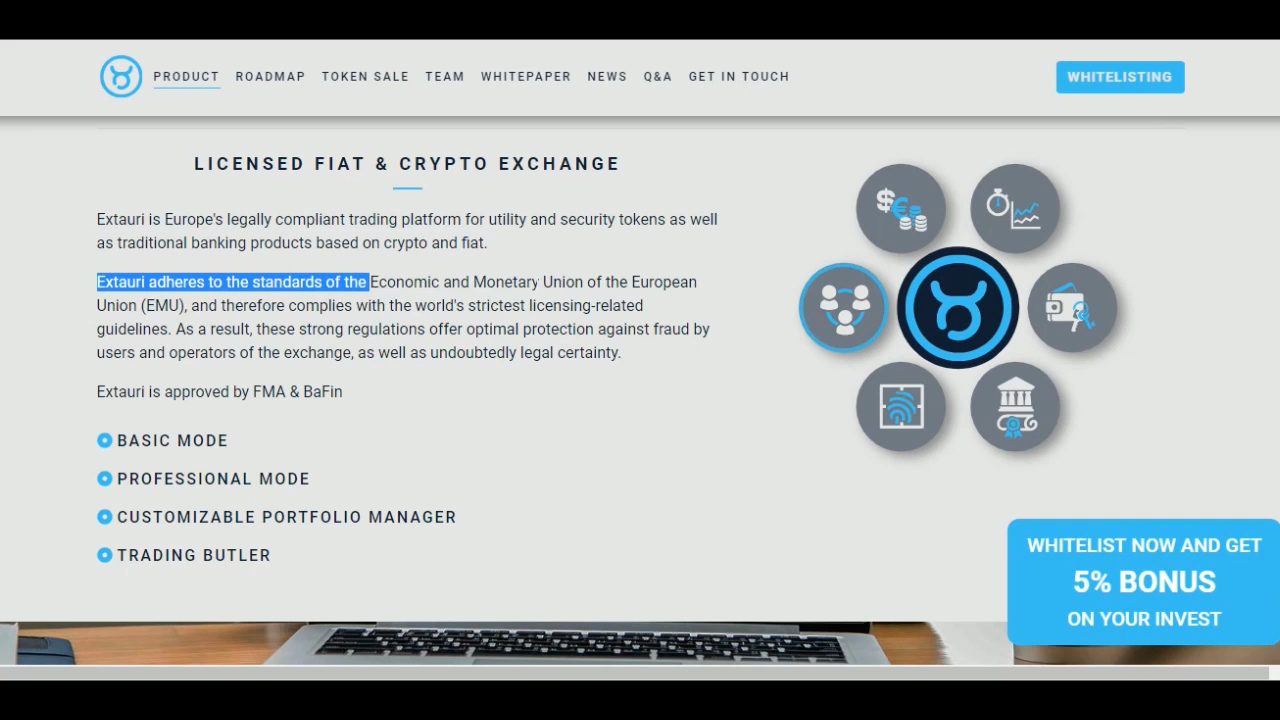 PRODUCT ROADMAP TOKEN SALE TEAM WHITEPAPER NEWS Q&A GET IN TOUCH WHITELISTING
LICENSED FIAT & CRYPTO EXCHANGE
Extauri is Europe's legally compliant trading platform for utility and security tokens as well
as traditional banking products based on crypto and fiat.
Extauri adheres to the standards of the Economic and Monetary Union of the European
Union (EMU), and therefore complies with the world's strictest licensing-related
guidelines. As a result, these strong regulations offer optimal protection against fraud by
users and operators of the exchange, as well as undoubtedly legal certainty.
Extauri is approved by FMA & BaFin
BASIC MODE
PROFESSIONAL MODE
CUSTOMIZABLE PORTFOLIO MANAGER
TRADING BUTLER
WHITELIST NOW AND GET
5% BONUS
ON YOUR INVEST